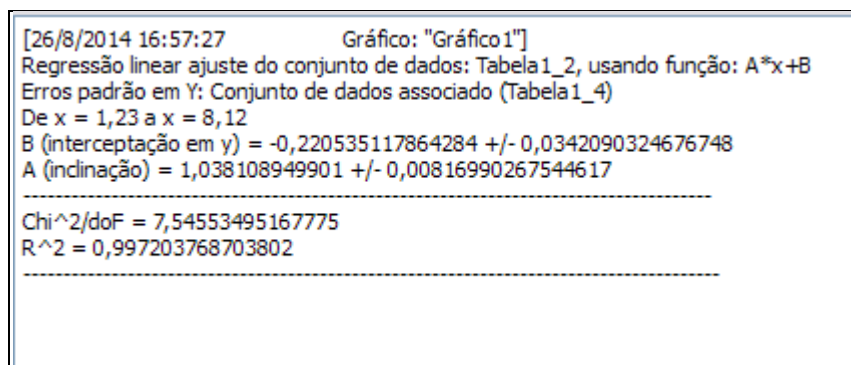 [26/8/2014 16:57:27 Gráfico: "Gráfico1"]
Regressão linear ajuste do conjunto de dados: Tabela1_2, usando função: A*x+B
Erros padrão em Y: Conjunto de dados associado (Tabela1_4)
De x = 1,23 a x = 8,12
B (interceptação em y) = -0,220535117864284 +/- 0,0342090324676748
A (inclinação) = 1,038108949901 +/- 0,00816990267544617
--------------------------------------------------------------------------------------
Chi^2/doF = 7,54553495167775
R^2 = 0,997203768703802
---------------------------------------------------------------------------------------